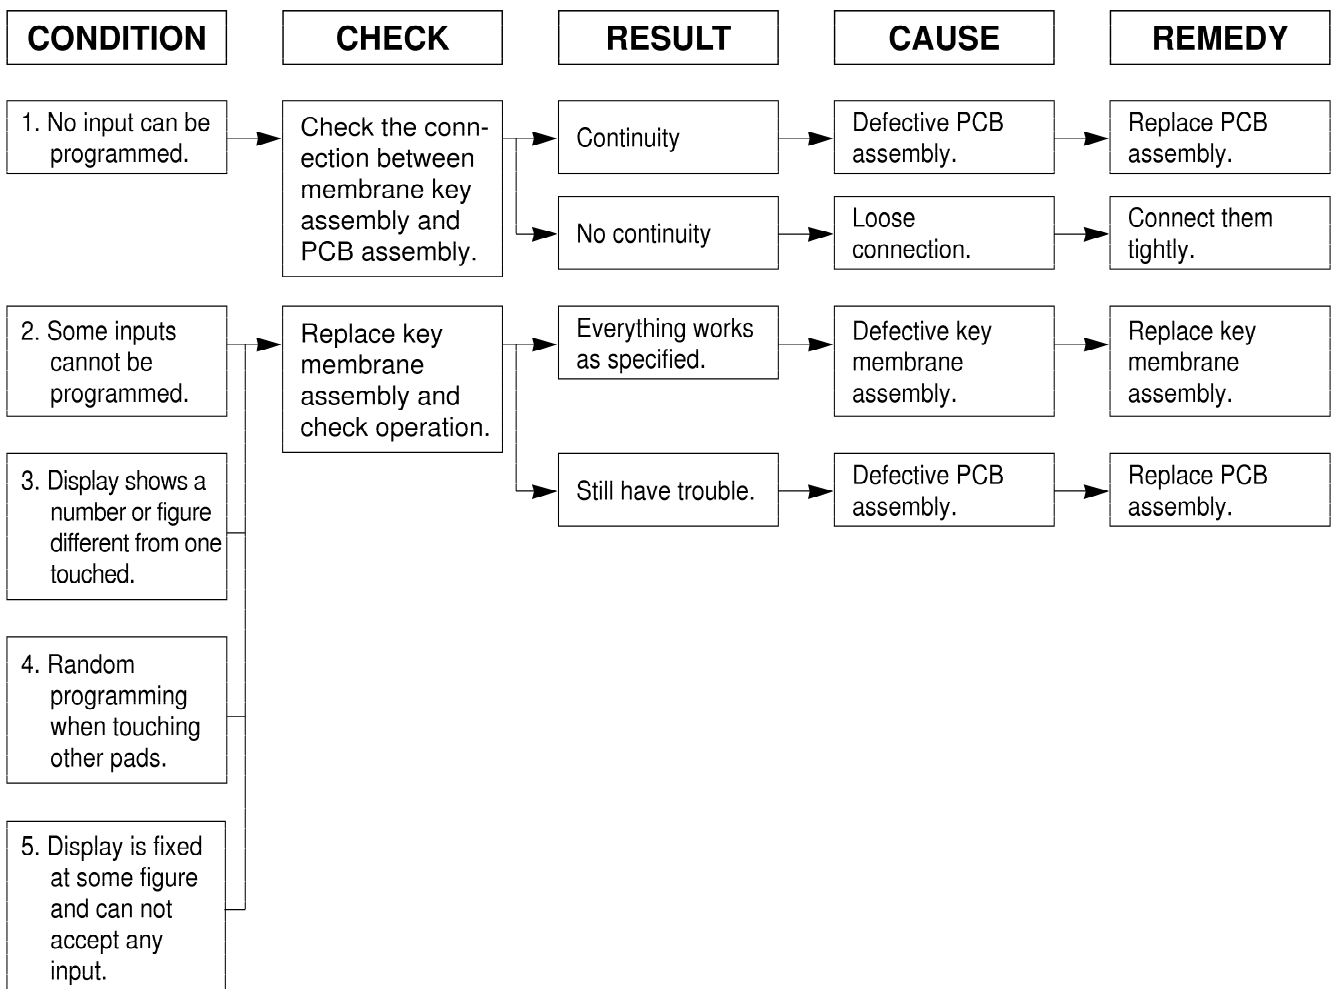 CONDITION
CHECK
RESULT
CAUSE
REMEDY
1. No input can be
programmed.
Check the conn-
ection between
membrane key
assembly and
PCB assembly.
Continuity
Defective PCB
assembly.
Replace PCB
assembly.
No continuity
Loose
connection.
Connect them
tightly.
2. Some inputs
cannot be
programmed.
Replace key
membrane
assembly and
check operation.
Everything works
as specified.
Defective key
membrane
assembly.
Replace key
membrane
assembly.
Still have trouble.
Defective PCB
assembly.
Replace PCB
assembly.
3. Display shows a
number or figure
different from one
touched.
4. Random
programming
when touching
other pads.
5. Display is fixed
at some figure
and can not
accept any
input.